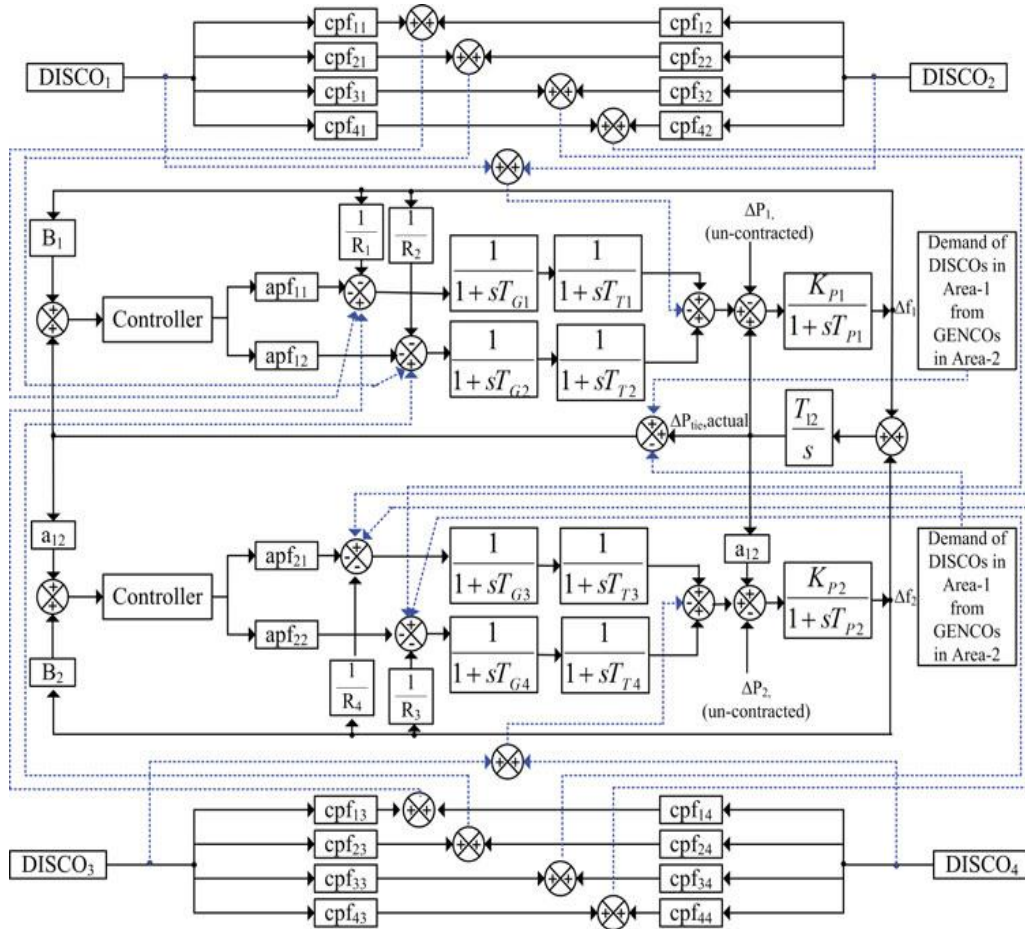 DISCO1
cpf11
cpf21
cpf31
cpf41
cpf12
cpf22
cpf32
cpf42
DISCO2
B1
1
R1
1
R2
Controller
apf11
apf12
1
1+sTG1
1
1+sTT1
1
1+sTG2
1
1+sTT2
ΔP1,
(un-contracted)
KP1
1+sTP1
Δf1
Demand of
DISCOs in
Area-1
from
GENCOs
in Area-2
ΔPtie,actual
T12
s
a12
Controller
B2
apf21
apf22
1
R4
1
R3
1
1+sTG3
1
1+sTT3
1
1+sTG4
1
1+sTT4
a12
ΔP2,
(un-contracted)
KP2
1+sTP2
Δf2
Demand of
DISCOs in
Area-1
from
GENCOs
in Area-2
DISCO3
cpf13
cpf23
cpf33
cpf43
cpf14
cpf24
cpf34
cpf44
DISCO4